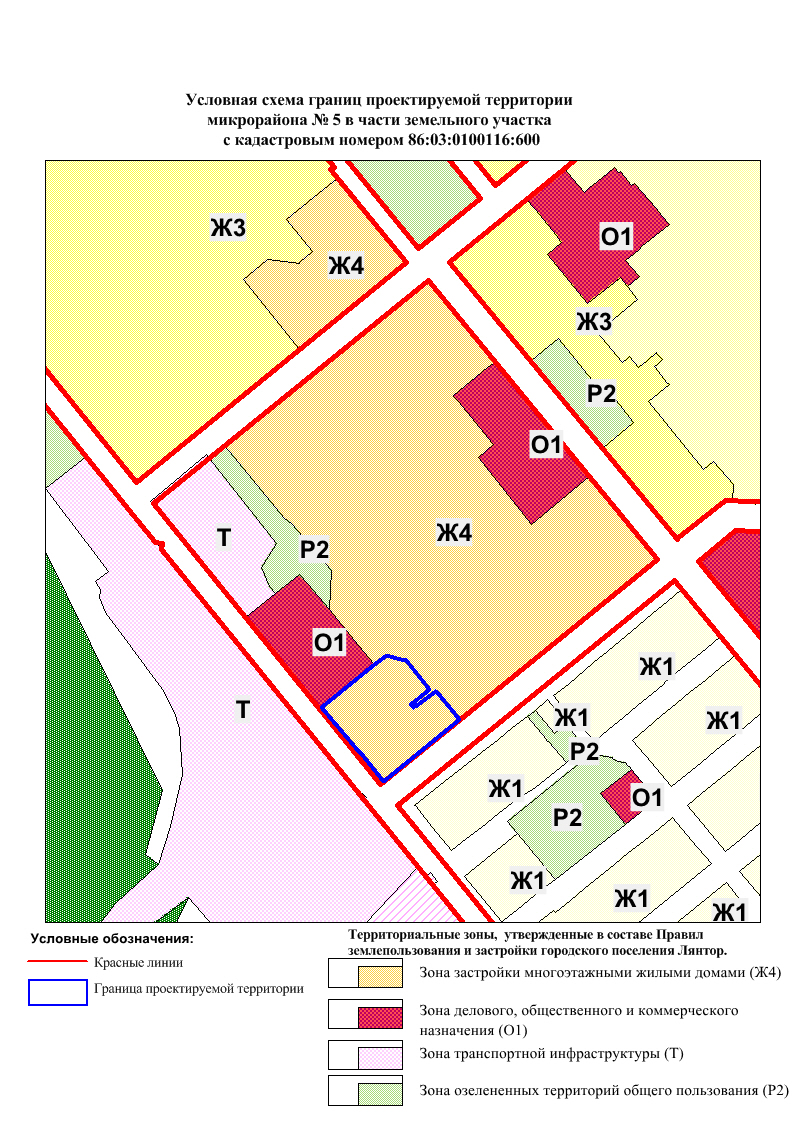 Условная схема границ проектируемой территории
микрорайона № 5 в части земельного участка
с кадастровым номером 86:03:0100116:600
Ж3
Ж4
О1
Ж3
Р2
О1
Ж4
Т
Р2
О1
Т
Ж1
Ж1
Ж1
Р2
Ж1
О1
Р2
Ж1
Ж1
Ж1
Условные обозначения:
Красные линии
Граница проектируемой территории
Территориальные зоны, утвержденные в составе Правил
землепользования и застройки городского поселения Лянтор.
Зона застройки многоэтажными жилыми домами (Ж4)
Зона делового, общественного и коммерческого
назначения (О1)
Зона транспортной инфраструктуры (Т)
Зона озелененных территорий общего пользования (Р2)